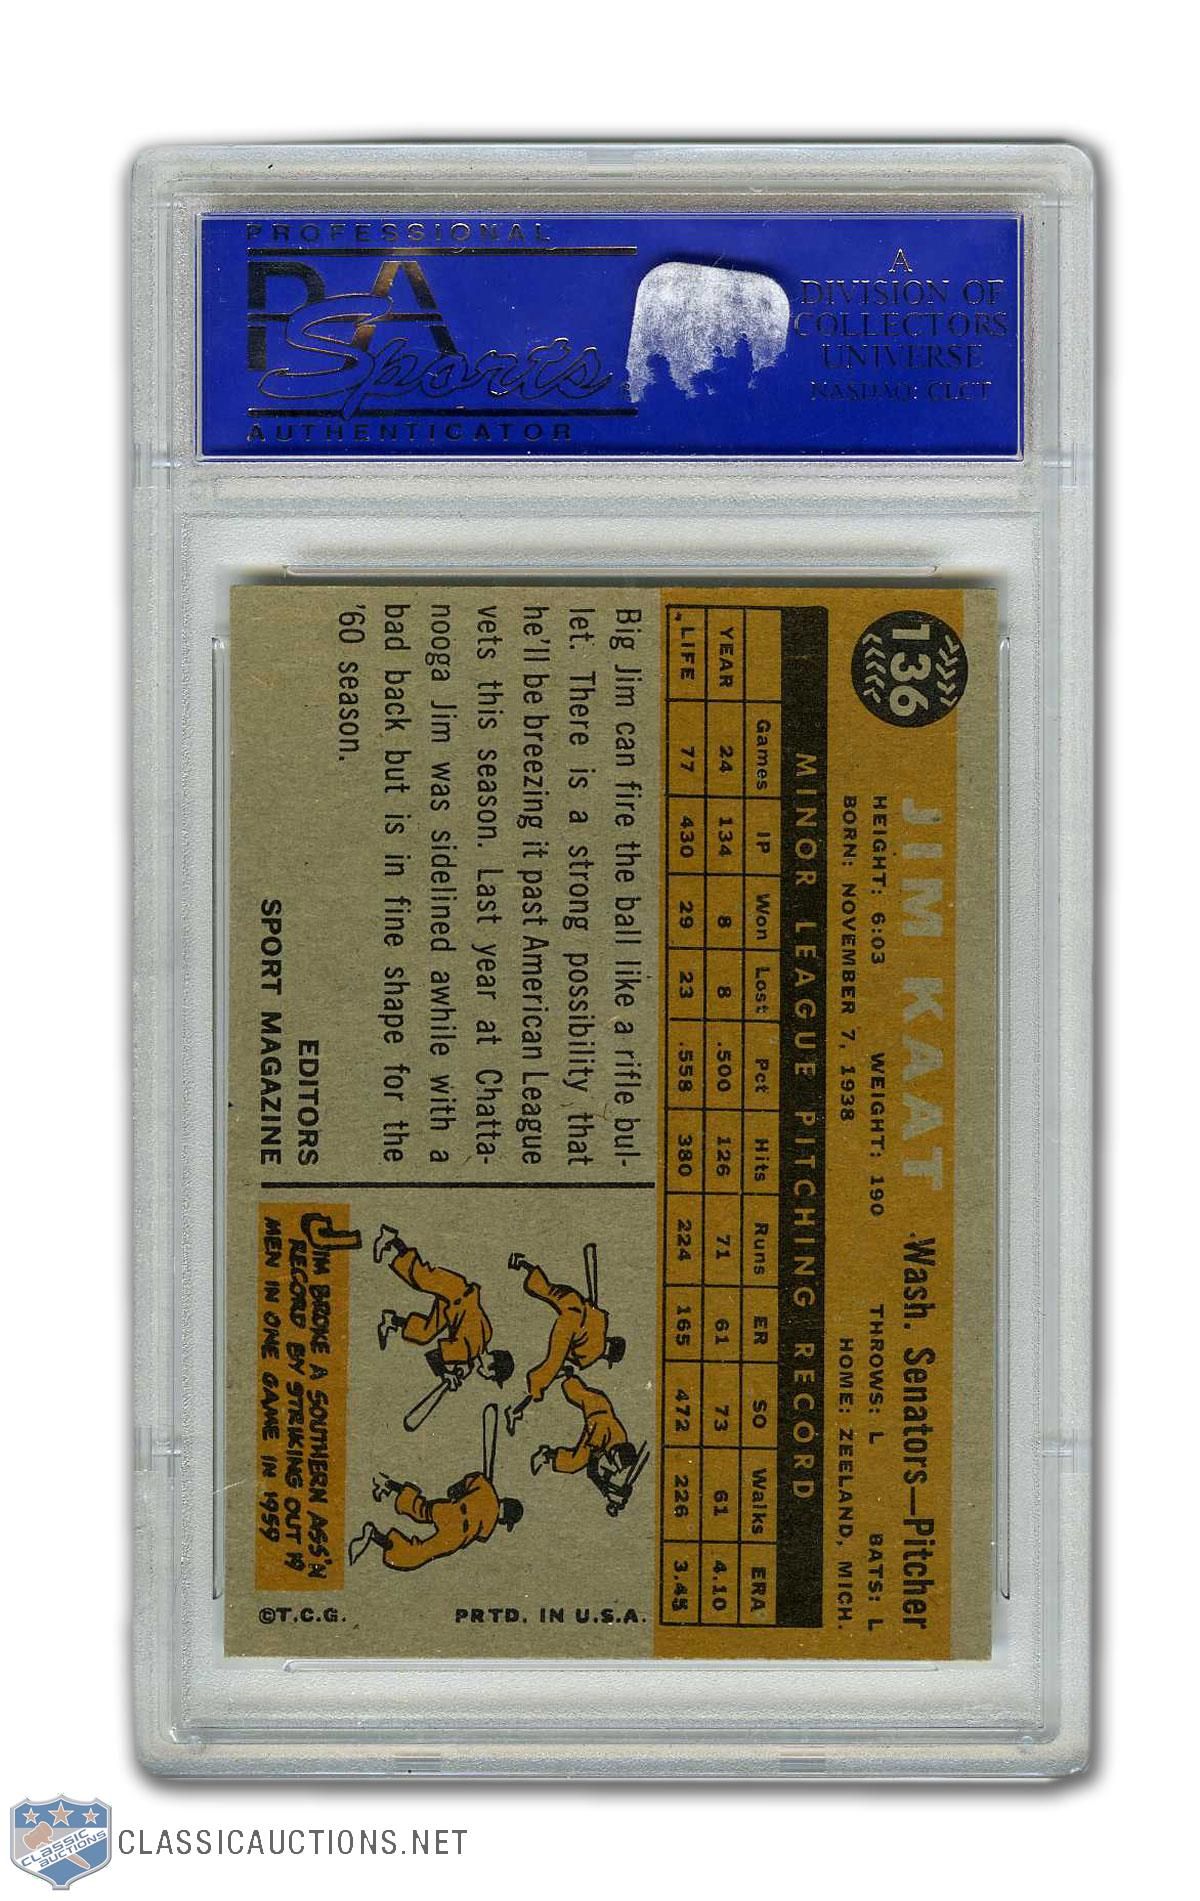 PROFESSIONAL
PSA
Sports
AUTHENTICATOR
A
DIVISION OF
COLLECTORS
UNIVERSE
NASDAQ: CLCT
136
JIM KAAT Wash. Senators—Pitcher
HEIGHT: 6:03 WEIGHT: 190 THROWS: L BATS: L
BORN: NOVEMBER 7, 1938 HOME: ZEELAND, MICH.
MINOR LEAGUE PITCHING RECORD
Games IP Won Lost Pct Hits Runs ER SO Walks ERA
YEAR 24 134 8 8 .500 126 71 61 73 61 4.10
LIFE 77 430 29 23 .558 380 224 165 472 226 3.45
Big Jim can fire the ball like a rifle bul-
let. There is a strong possibility that
he'll be breezing it past American League
vets this season. Last year at Chatta-
nooga Jim was sidelined awhile with a
bad back but is in fine shape for the
'60 season.
EDITORS
SPORT MAGAZINE
JIM BROKE A SOUTHERN ASS'N
RECORD BY STRIKING OUT 19
MEN IN ONE GAME IN 1959
PRTD. IN U.S.A.
©T.C.G.
CLASSIC
AUCTIONS
CLASSICAUCTIONS.NET